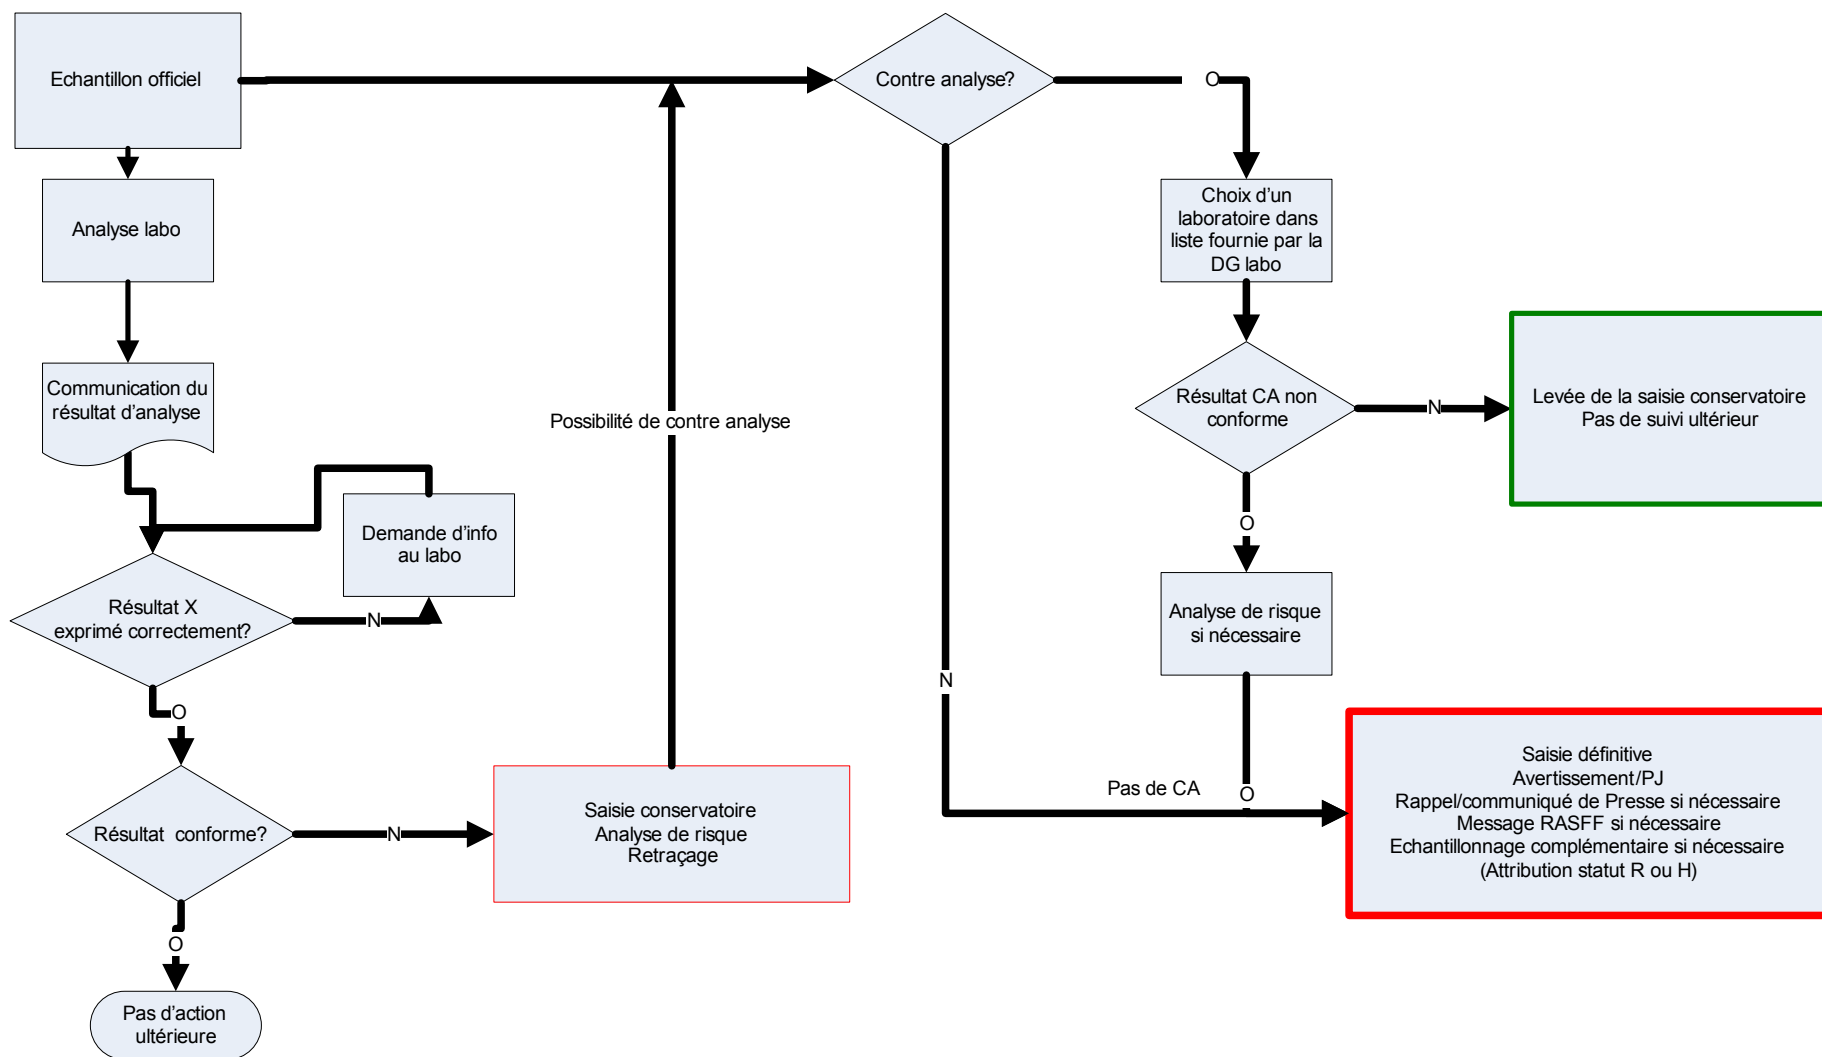 Echantillon officiel
Contre analyse?
O
Analyse labo
Choix d'un
laboratoire dans
liste fournie par la
DG labo
Communication du
résultat d'analyse
Possibilité de contre analyse
Résultat CA non
conforme
N
Levée de la saisie conservatoire
Pas de suivi ultérieur
Demande d'info
au labo
O
Résultat X
exprimé correctement?
N
Analyse de risque
si nécessaire
N
O
Pas de CA
O
Saisie définitive
Avertissement/PJ
Rappel/communiqué de Presse si nécessaire
Message RASFF si nécessaire
Echantillonnage complémentaire si nécessaire
(Attribution statut R ou H)
Résultat conforme?
N
Saisie conservatoire
Analyse de risque
Retraçage
O
Pas d'action
ultérieure